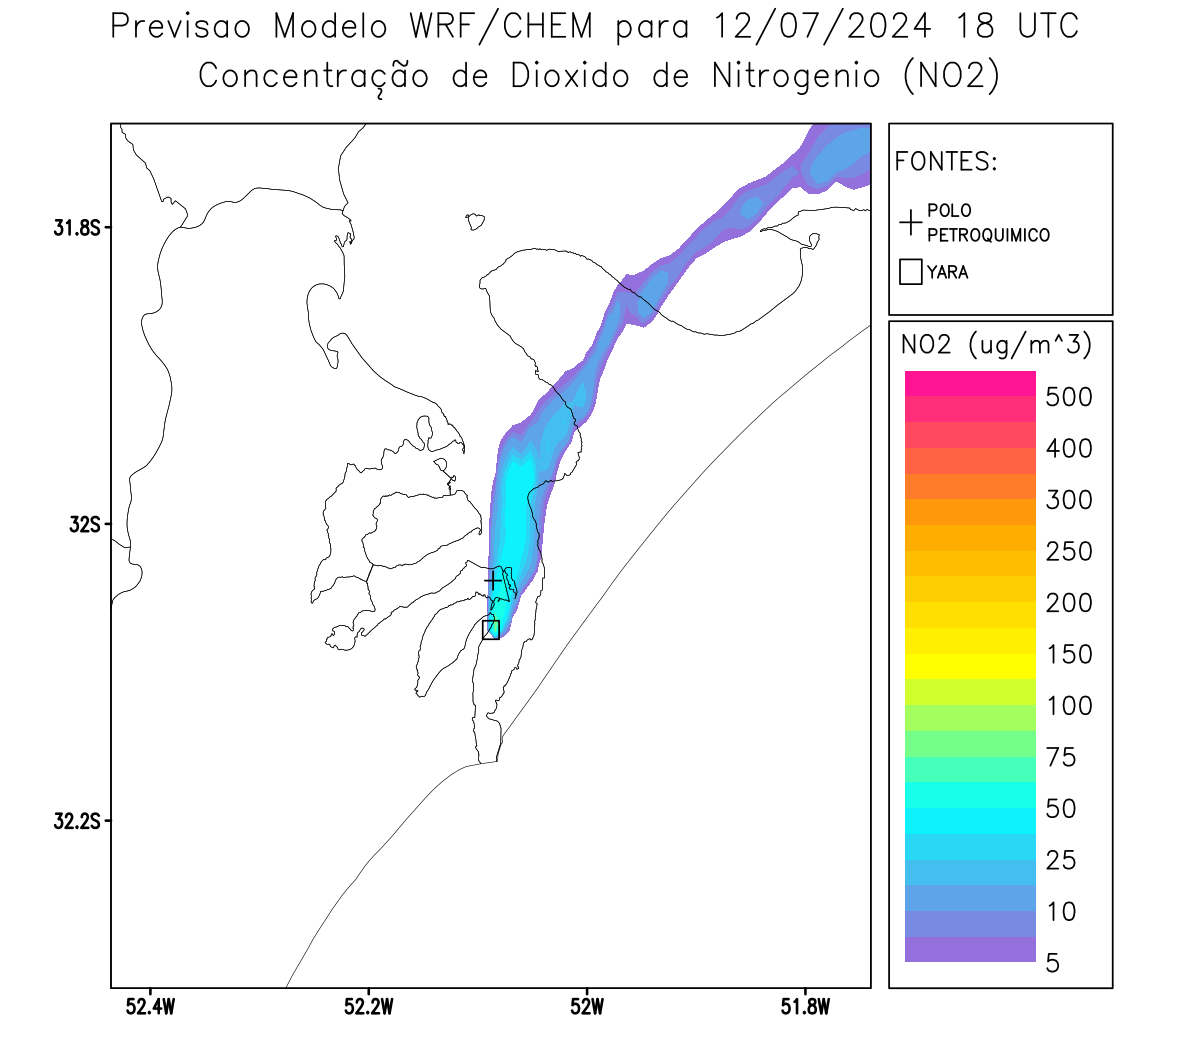 Previsao Modelo WRF/CHEM para 12/07/2024 18 UTC
Concentração de Dioxido de Nitrogenio (NO2)
FONTES:
POLO
PETROQUIMICO
YARA
NO2 (ug/m^3)
500
400
300
250
200
150
100
75
50
25
10
5
31.8S
32S
32.2S
52.4W
52.2W
52W
51.8W